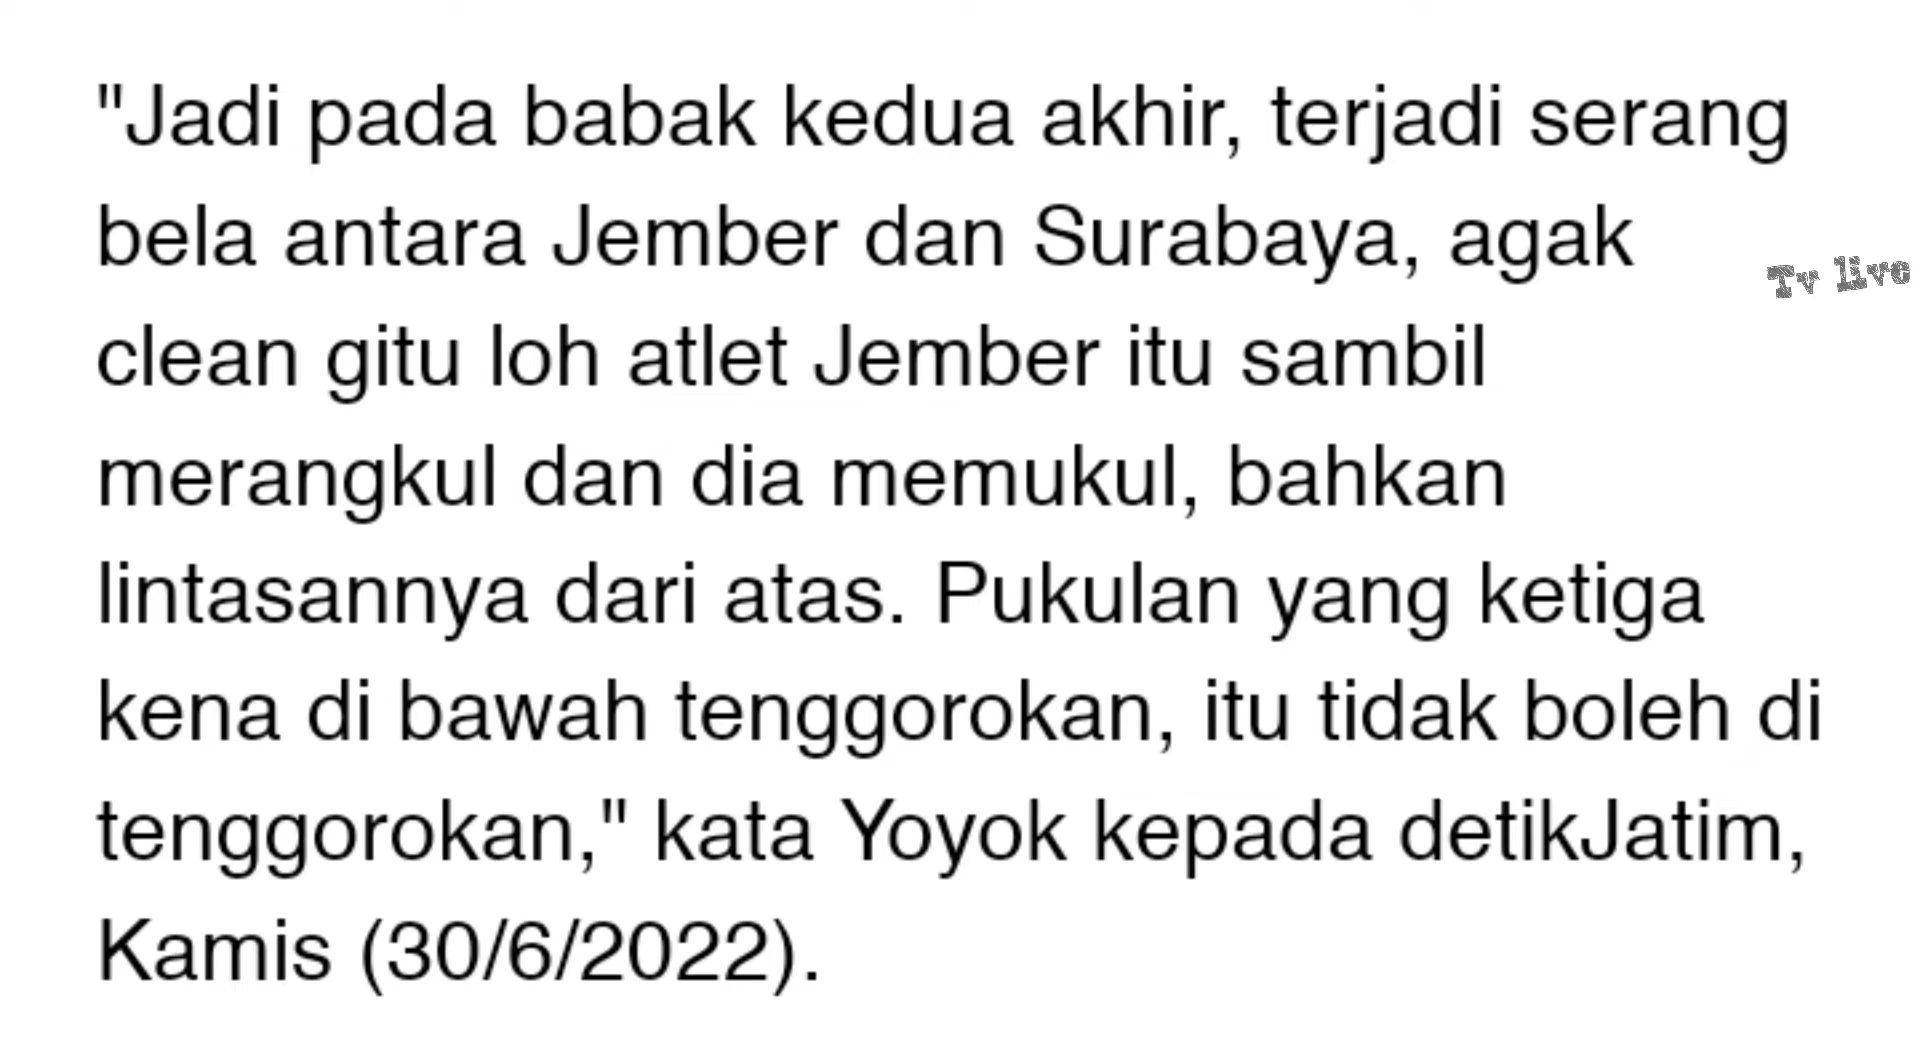 "Jadi pada babak kedua akhir, terjadi serang
bela antara Jember dan Surabaya, agak
Tv live
clean gitu loh atlet Jember itu sambil
merangkul dan dia memukul, bahkan
lintasannya dari atas. Pukulan yang ketiga
kena di bawah tenggorokan, itu tidak boleh di
tenggorokan," kata Yoyok kepada detikJatim,
Kamis (30/6/2022).